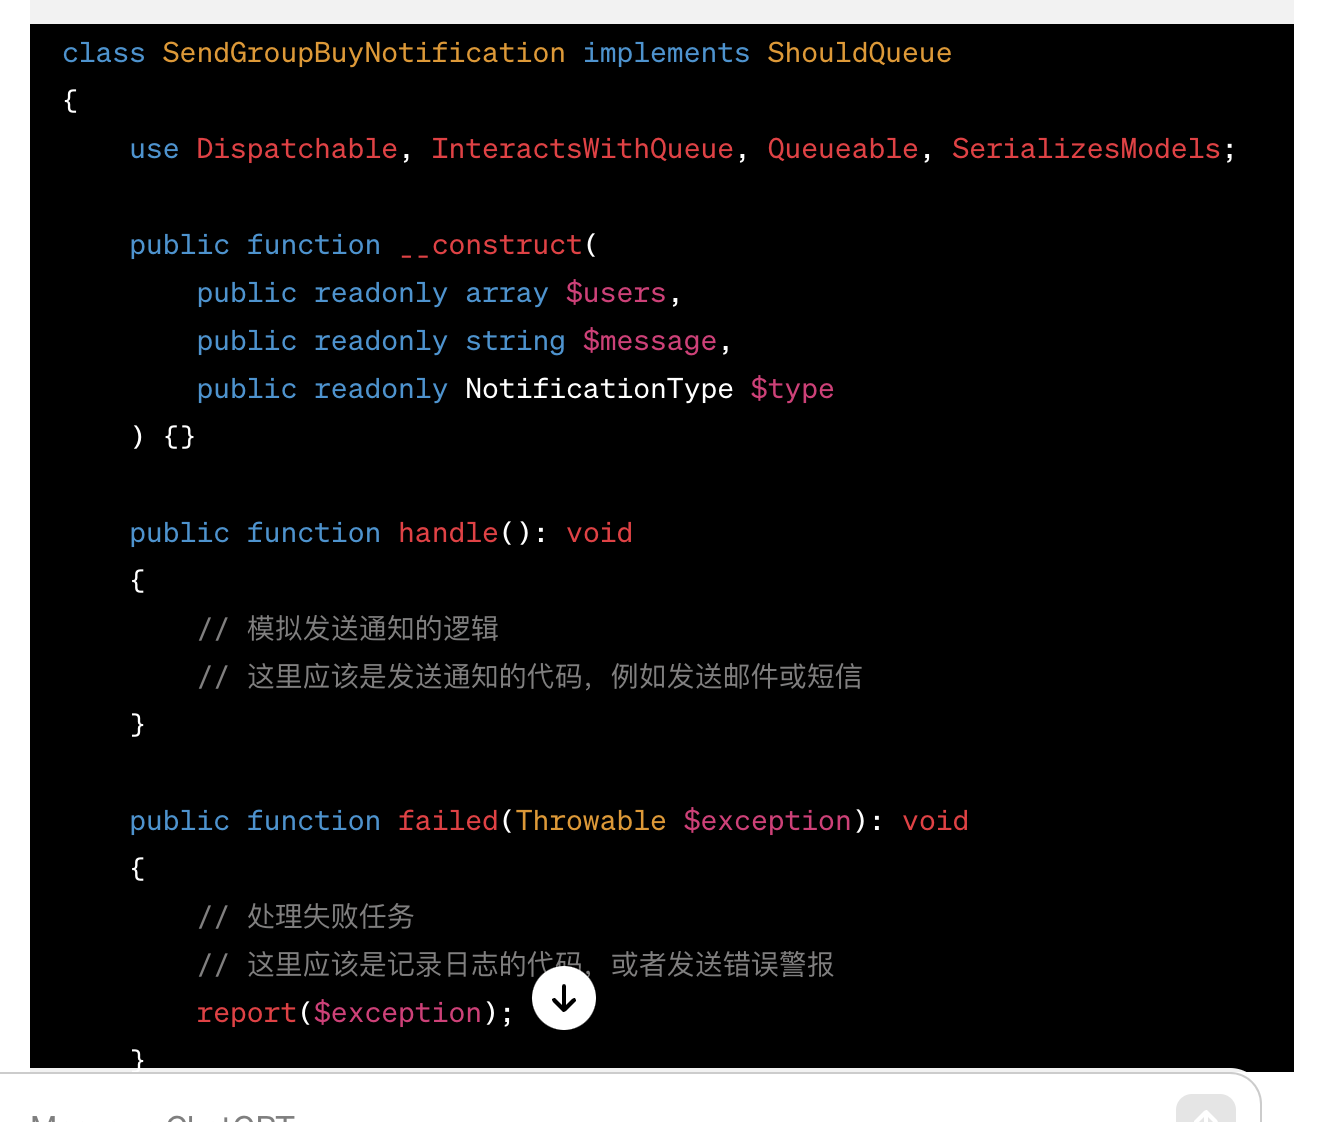 class SendGroupBuyNotification implements ShouldQueue
{
    use Dispatchable, InteractsWithQueue, Queueable, SerializesModels;

    public function __construct(
        public readonly array $users,
        public readonly string $message,
        public readonly NotificationType $type
    ) {}

    public function handle(): void
    {
        // 模拟发送通知的逻辑
        // 这里应该是发送通知的代码，例如发送邮件或短信
    }

    public function failed(Throwable $exception): void
    {
        // 处理失败任务
        // 这里应该是记录日志的代码，或者发送错误警报
        report($exception);
    }
Message ChatGPT